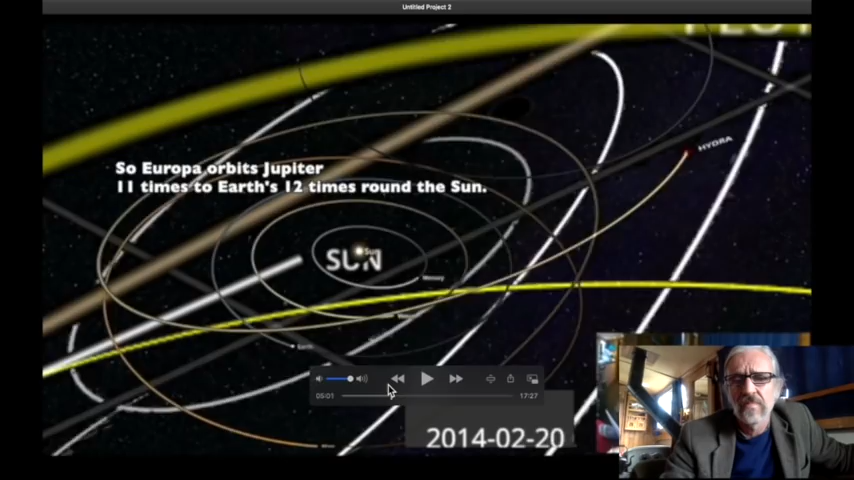 Untitled Project 2
HYDRA
So Europa orbits Jupiter
11 times to Earth's 12 times round the Sun.
SUN
Mercury
05:01
17:27
2014-02-20